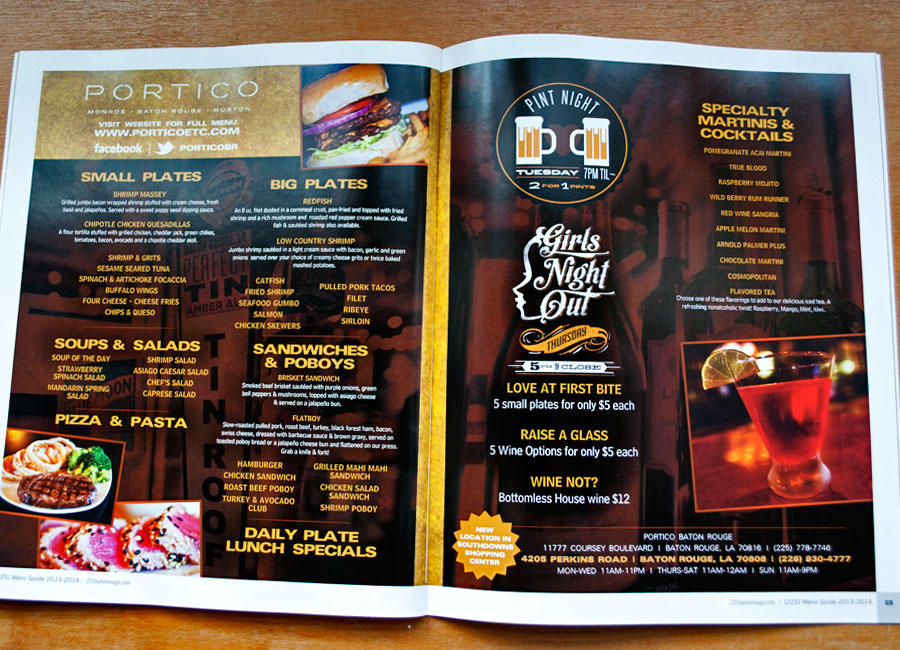 PORTICO
MONROE • BATON ROUGE • RUSTON
VISIT WEBSITE FOR FULL MENU
WWW.PORTICOETC.COM
facebook | PORTICOBR
SMALL PLATES
SHRIMP MASSEY
Grilled jumbo bacon wrapped shrimp stuffed with cream cheese, fresh
basil and jalapeños. Served with a sweet poppy seed dipping sauce.
CHIPOTLE CHICKEN QUESADILLAS
A flour tortilla stuffed with grilled chicken, cheddar jack, green chilies,
tomatoes, bacon, avocado and a chipotle cheddar aioli.
SHRIMP & GRITS
SESAME SEARED TUNA
SPINACH & ARTICHOKE FOCACCIA
BUFFALO WINGS
FOUR CHEESE - CHEESE FRIES
CHIPS & QUESO
SOUPS & SALADS
SOUP OF THE DAY
STRAWBERRY
SPINACH SALAD
MANDARIN SPRING
SALAD
SHRIMP SALAD
ASIAGO CAESAR SALAD
CHEF'S SALAD
CAPRESE SALAD
PIZZA & PASTA
BIG PLATES
REDFISH
An 8 oz. filet dusted in a cornmeal crust, pan-fried and topped with fried
shrimp and a rich mushroom and roasted red pepper cream sauce. Grilled
fish & sautéed shrimp also available.
LOW COUNTRY SHRIMP
Jumbo shrimp sautéed in a light cream sauce with bacon, garlic and green
onions served over your choice of creamy cheese grits or twice baked
mashed potatoes.
CATFISH
FRIED SHRIMP
SEAFOOD GUMBO
SALMON
CHICKEN SKEWERS
PULLED PORK TACOS
FILET
RIBEYE
SIRLOIN
SANDWICHES
& POBOYS
BRISKET SANDWICH
Smoked beef brisket sautéed with purple onions, green
bell peppers & mushrooms, topped with asiago cheese
& served on a jalapeño bun.
FLATBOY
Slow-roasted pulled pork, roast beef, turkey, black forest ham, bacon,
swiss cheese, dressed with barbecue sauce & brown gravy, served on
toasted poboy bread or a jalapeño cheese bun and flattened on our press.
Grab a knife & fork!
HAMBURGER
CHICKEN SANDWICH
ROAST BEEF POBOY
TURKEY & AVOCADO
CLUB
GRILLED MAHI MAHI
SANDWICH
CHICKEN SALAD
SANDWICH
SHRIMP POBOY
DAILY PLATE
LUNCH SPECIALS
PERFECT
TIN
AMBER
TIN ROOF
Menu Guide 2013-2014 | 225batonrouge.com
PINT NIGHT
TUESDAY 7PM TIL~
2 FOR 1 PINTS
Girls
Night
Out
THURSDAY
5PM CLOSE
LOVE AT FIRST BITE
5 small plates for only $5 each
RAISE A GLASS
5 Wine Options for only $5 each
WINE NOT?
Bottomless House wine $12
SPECIALTY
MARTINIS &
COCKTAILS
POMEGRANATE ACAI MARTINI
TRUE BLOOD
RASPBERRY MOJITO
WILD BERRY RUM RUNNER
RED WINE SANGRIA
APPLE MELON MARTINI
ARNOLD PALMER PLUS
CHOCOLATE MARTINI
COSMOPOLITAN
FLAVORED TEA
Choose one of these flavorings to add to our delicious iced tea. A
refreshing nonalcoholic twist! Raspberry, Mango, Mint, Kiwi.
NEW
LOCATION IN
SOUTHDOWNS
SHOPPING
CENTER
PORTICO BATON ROUGE
11777 COURSEY BOULEVARD | BATON ROUGE, LA 70816 | (225) 778-7746
4205 PERKINS ROAD | BATON ROUGE, LA 70808 | (225) 930-4777
MON-WED 11AM-11PM | THURS-SAT 11AM-12AM | SUN 11AM-9PM
225batonrouge.com | (225) Menu Guide 2013-2014
69